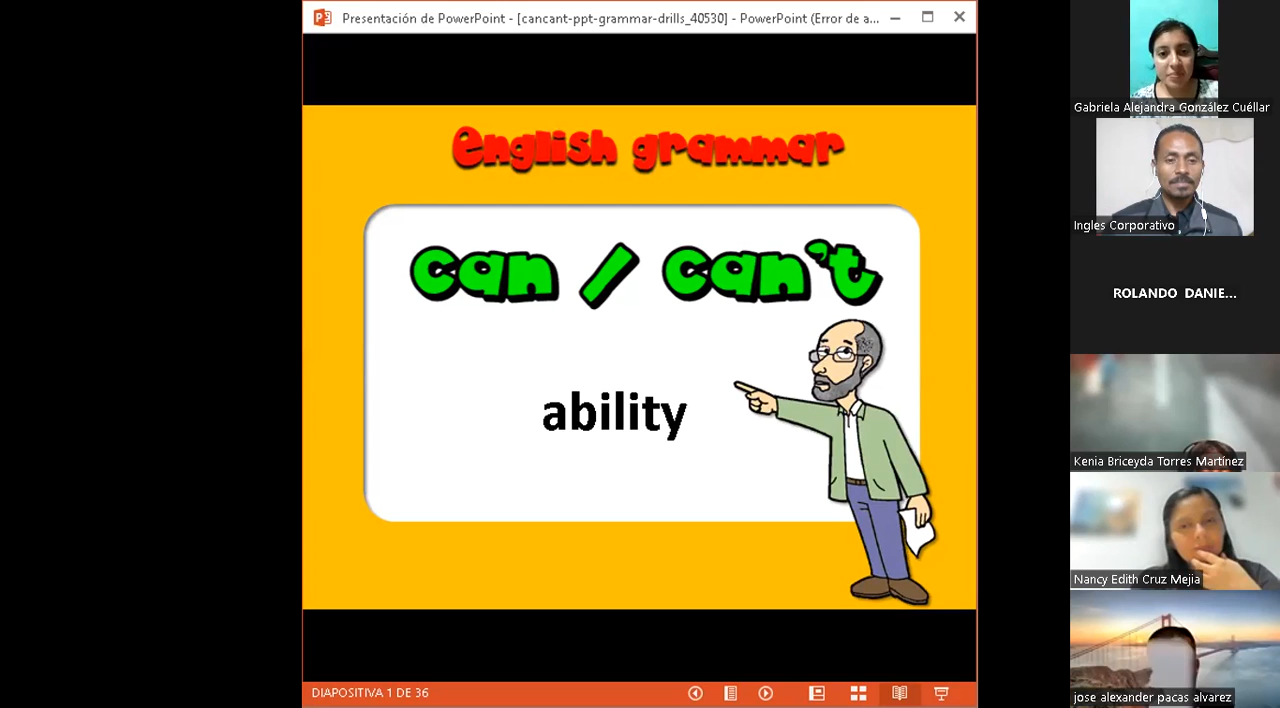 Presentación de PowerPoint - [cancant-ppt-grammar-drills_40530] - PowerPoint (Error de a...
English grammar
can / can't
ability
DIAPOSITIVA 1 DE 36
Gabriela Alejandra González Cuéllar
Ingles Corporativo
ROLANDO DANIE...
Kenia Briceyda Torres Martínez
Nancy Edith Cruz Mejia
jose alexander pacas alvarez